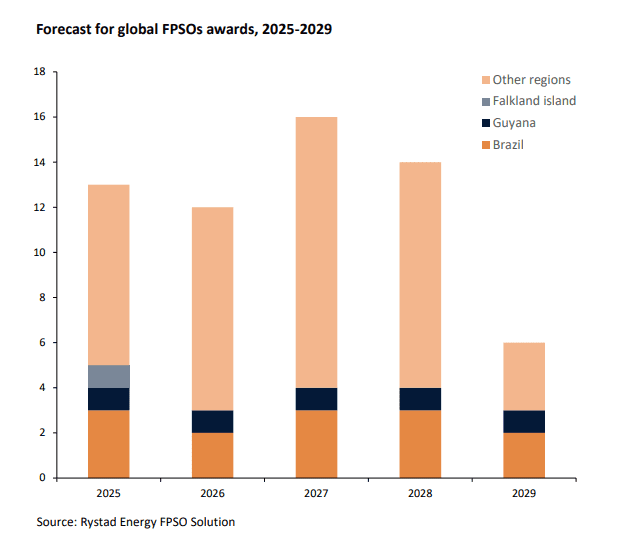 Forecast for global FPSOs awards, 2025-2029
18
16
14
12
10
8
6
4
2
0
Other regions
Falkland island
Guyana
Brazil
2025 2026 2027 2028 2029
Source: Rystad Energy FPSO Solution